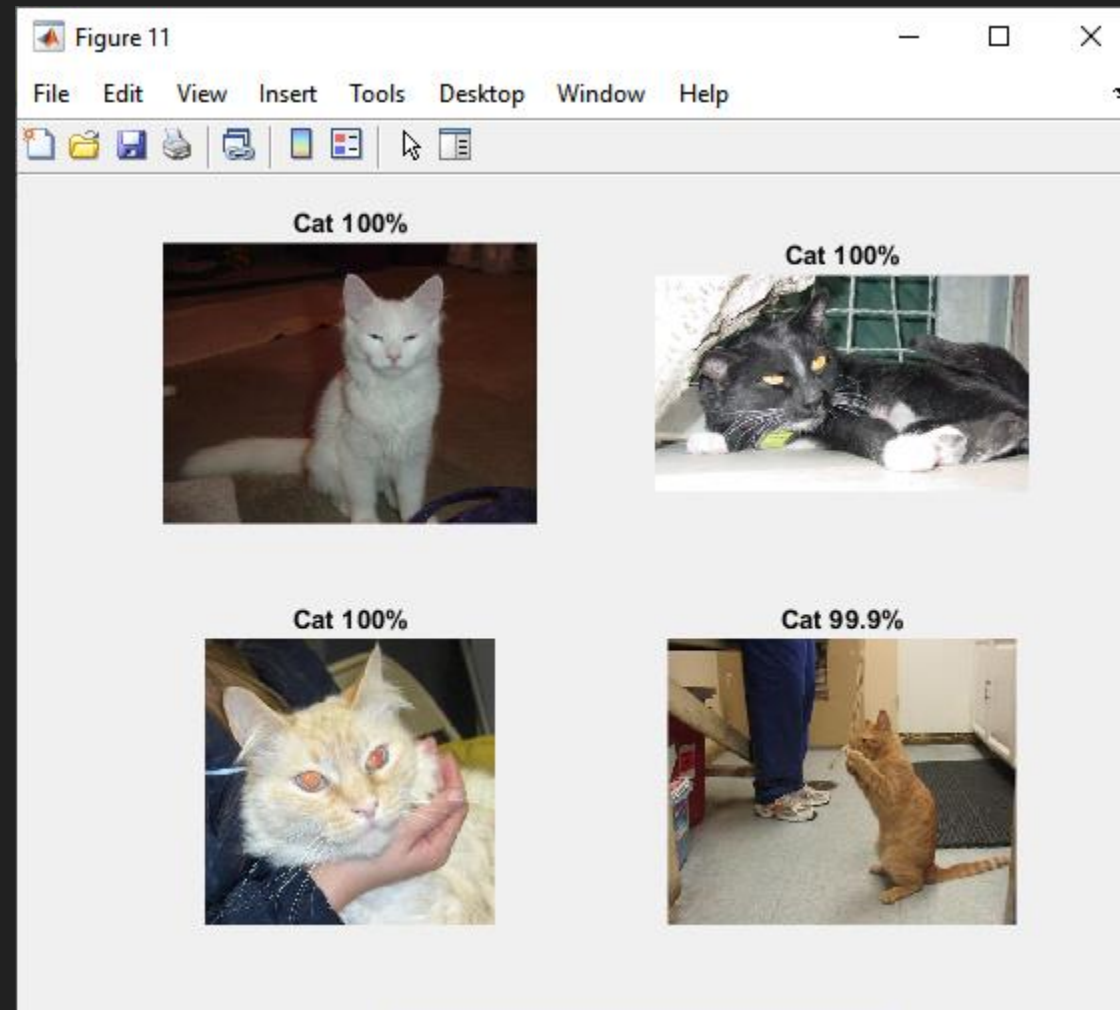 Figure 11
File Edit View Insert Tools Desktop Window Help
Cat 100%
Cat 100%
Cat 100%
Cat 99.9%